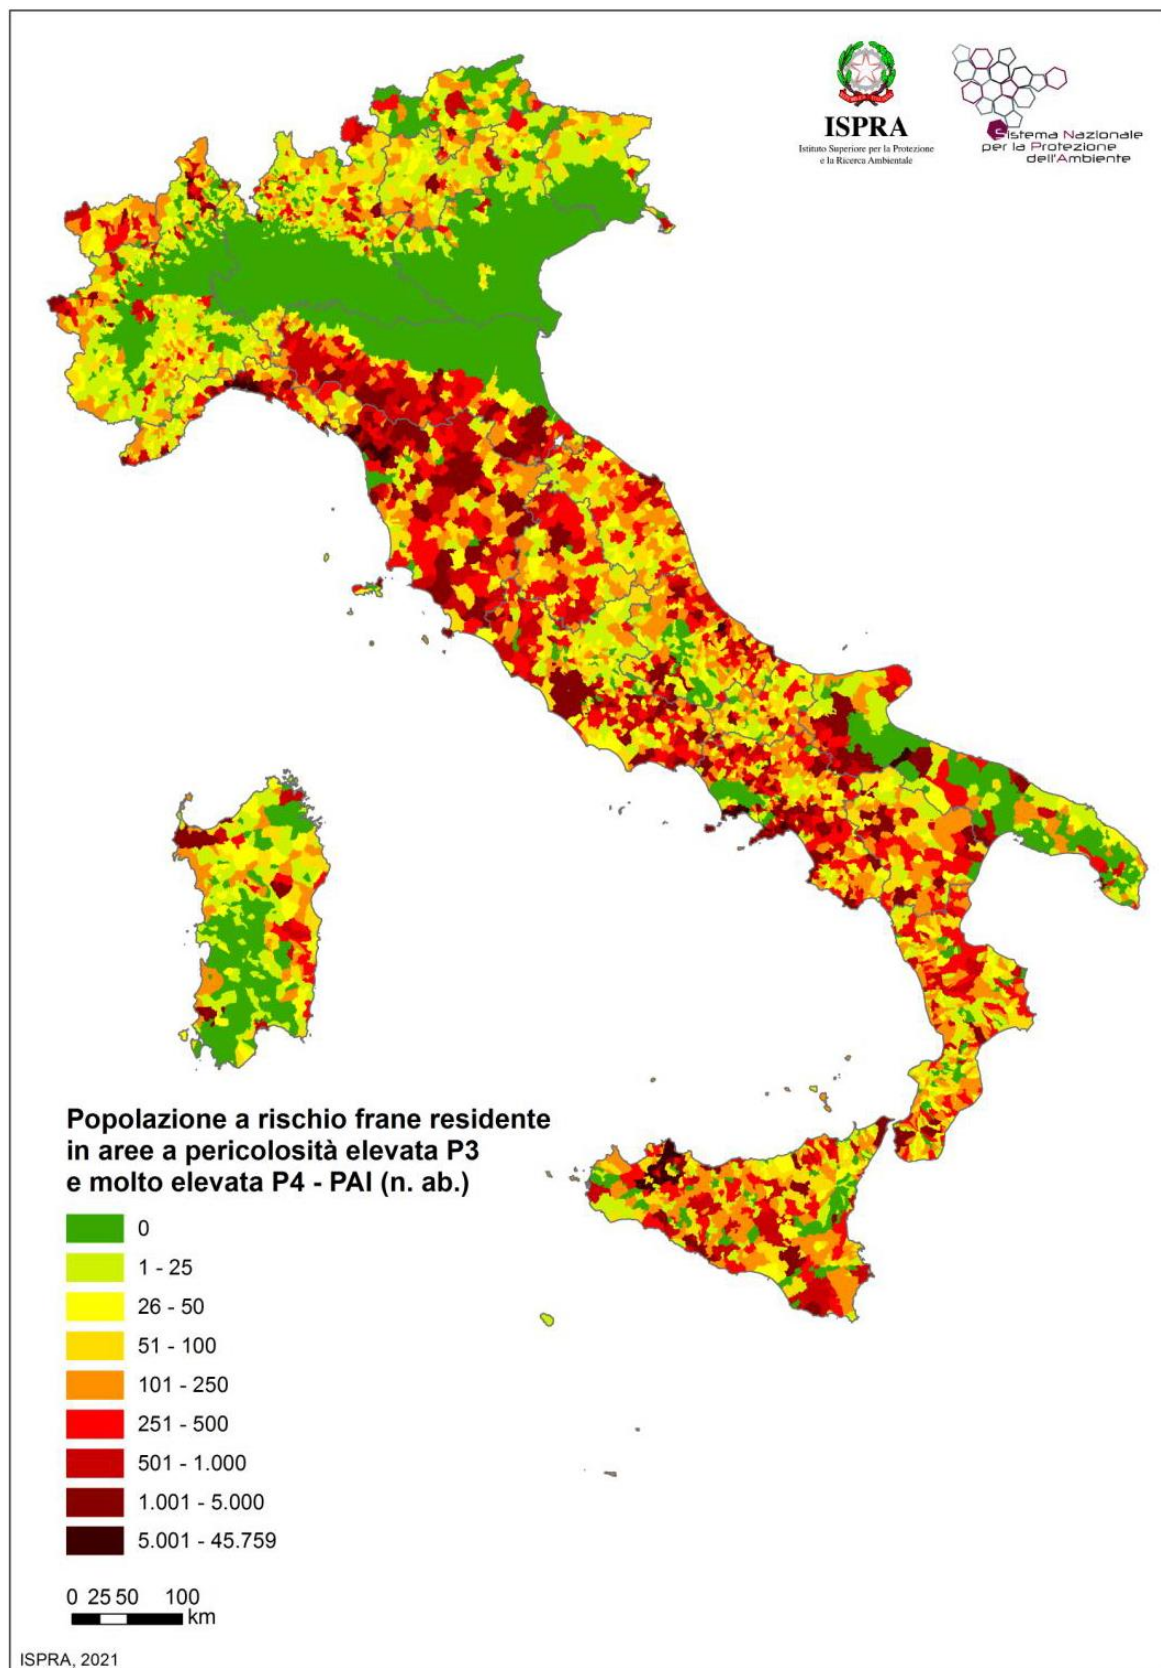 ISPRA
Istituto Superiore per la Protezione
e la Ricerca Ambientale
Sistema Nazionale
per la Protezione
dell'Ambiente
Popolazione a rischio frane residente
in aree a pericolosità elevata P3
e molto elevata P4 - PAI (n. ab.)
0
1 - 25
26 - 50
51 - 100
101 - 250
251 - 500
501 - 1.000
1.001 - 5.000
5.001 - 45.759
0 25 50 100
km
ISPRA, 2021